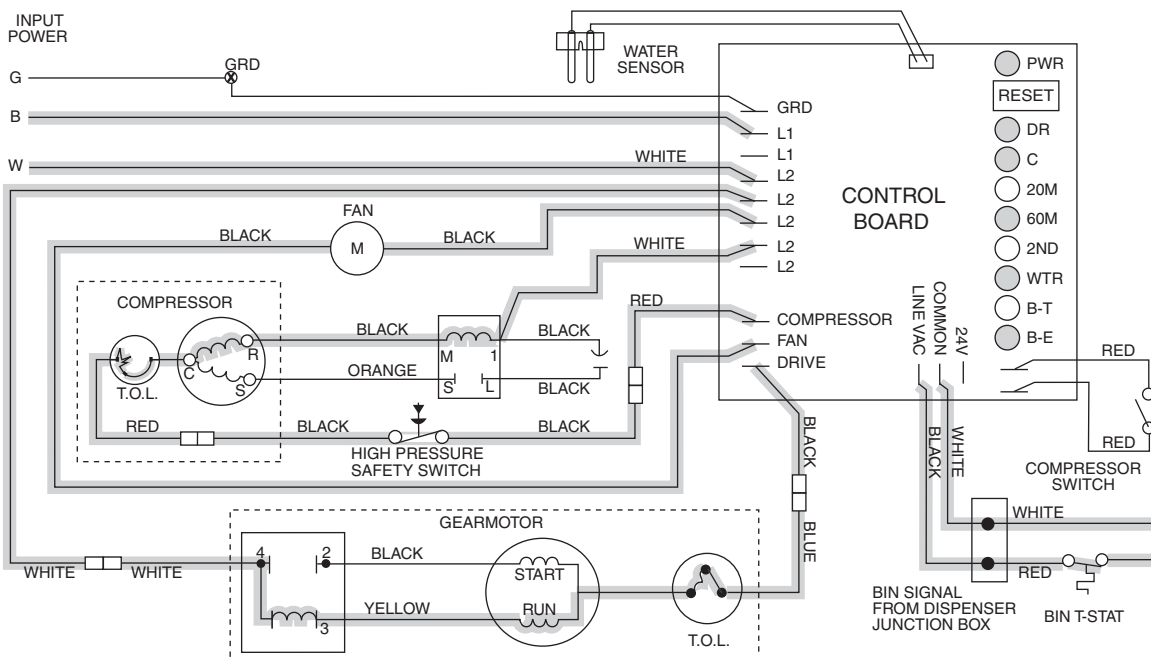 INPUT
POWER
G
GRD
B
W
WATER
SENSOR
WHITE
FAN
M
BLACK
BLACK
WHITE
GRD
L1
L1
L2
L2
L2
L2
L2
COMPRESSOR
FAN
DRIVE
CONTROL
BOARD
PWR
RESET
DR
C
20M
60M
2ND
WTR
B-T
B-E
LINE VAC
COMMON
24V
COMPRESSOR
T.O.L.
C
R
S
BLACK
ORANGE
M
1
S
L
BLACK
BLACK
RED
RED
BLACK
BLACK
HIGH PRESSURE
SAFETY SWITCH
RED
RED
COMPRESSOR
SWITCH
BLACK
BLUE
BLACK
WHITE
WHITE
RED
BIN SIGNAL
FROM DISPENSER
JUNCTION BOX
BIN T-STAT
GEARMOTOR
WHITE
WHITE
4
2
3
BLACK
YELLOW
START
RUN
T.O.L.